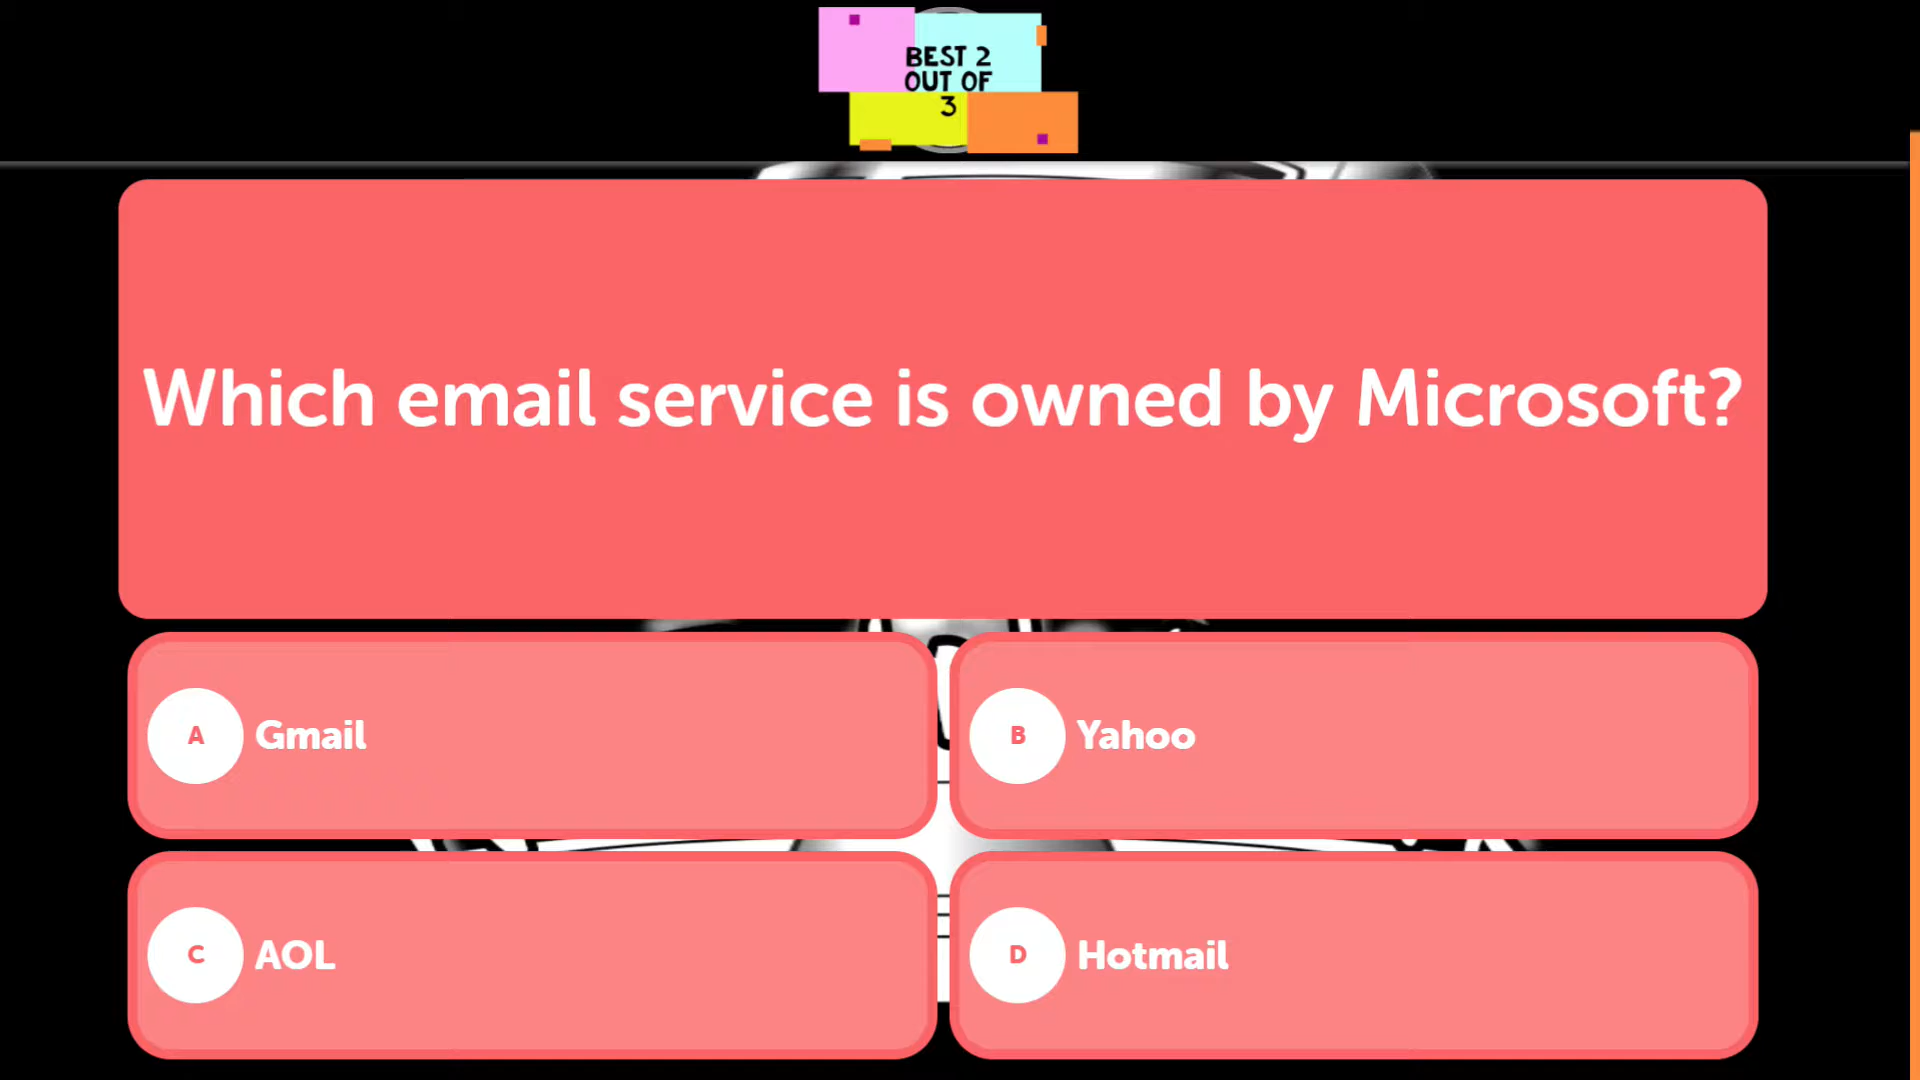 BEST 2
OUT OF
3
Which email service is owned by Microsoft?
A Gmail
B Yahoo
C AOL
D Hotmail